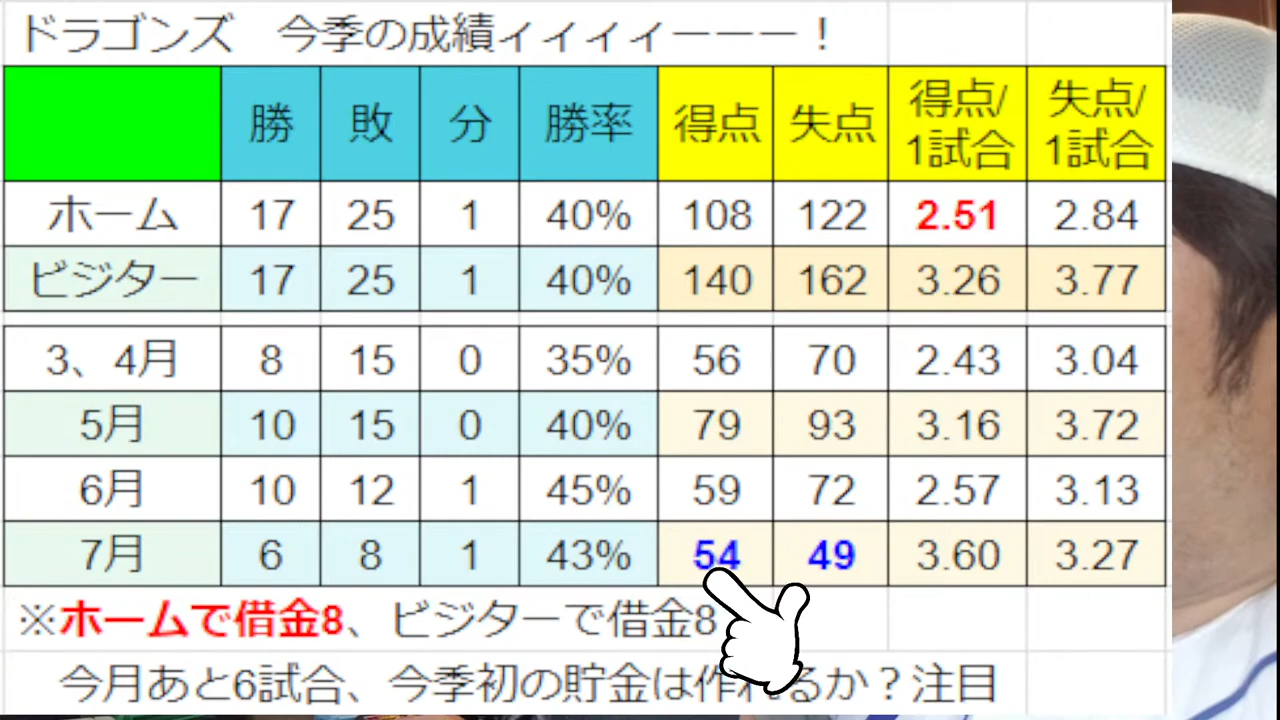 ドラゴンズ 今季の成績ィィィィーーー！
勝 敗 分 勝率 得点 失点 得点/1試合 失点/1試合
ホーム 17 25 1 40% 108 122 2.51 2.84
ビジター 17 25 1 40% 140 162 3.26 3.77
3、4月 8 15 0 35% 56 70 2.43 3.04
5月 10 15 0 40% 79 93 3.16 3.72
6月 10 12 1 45% 59 72 2.57 3.13
7月 6 8 1 43% 54 49 3.60 3.27
※ホームで借金8、ビジターで借金8
今月あと6試合、今季初の貯金は作れるか？注目